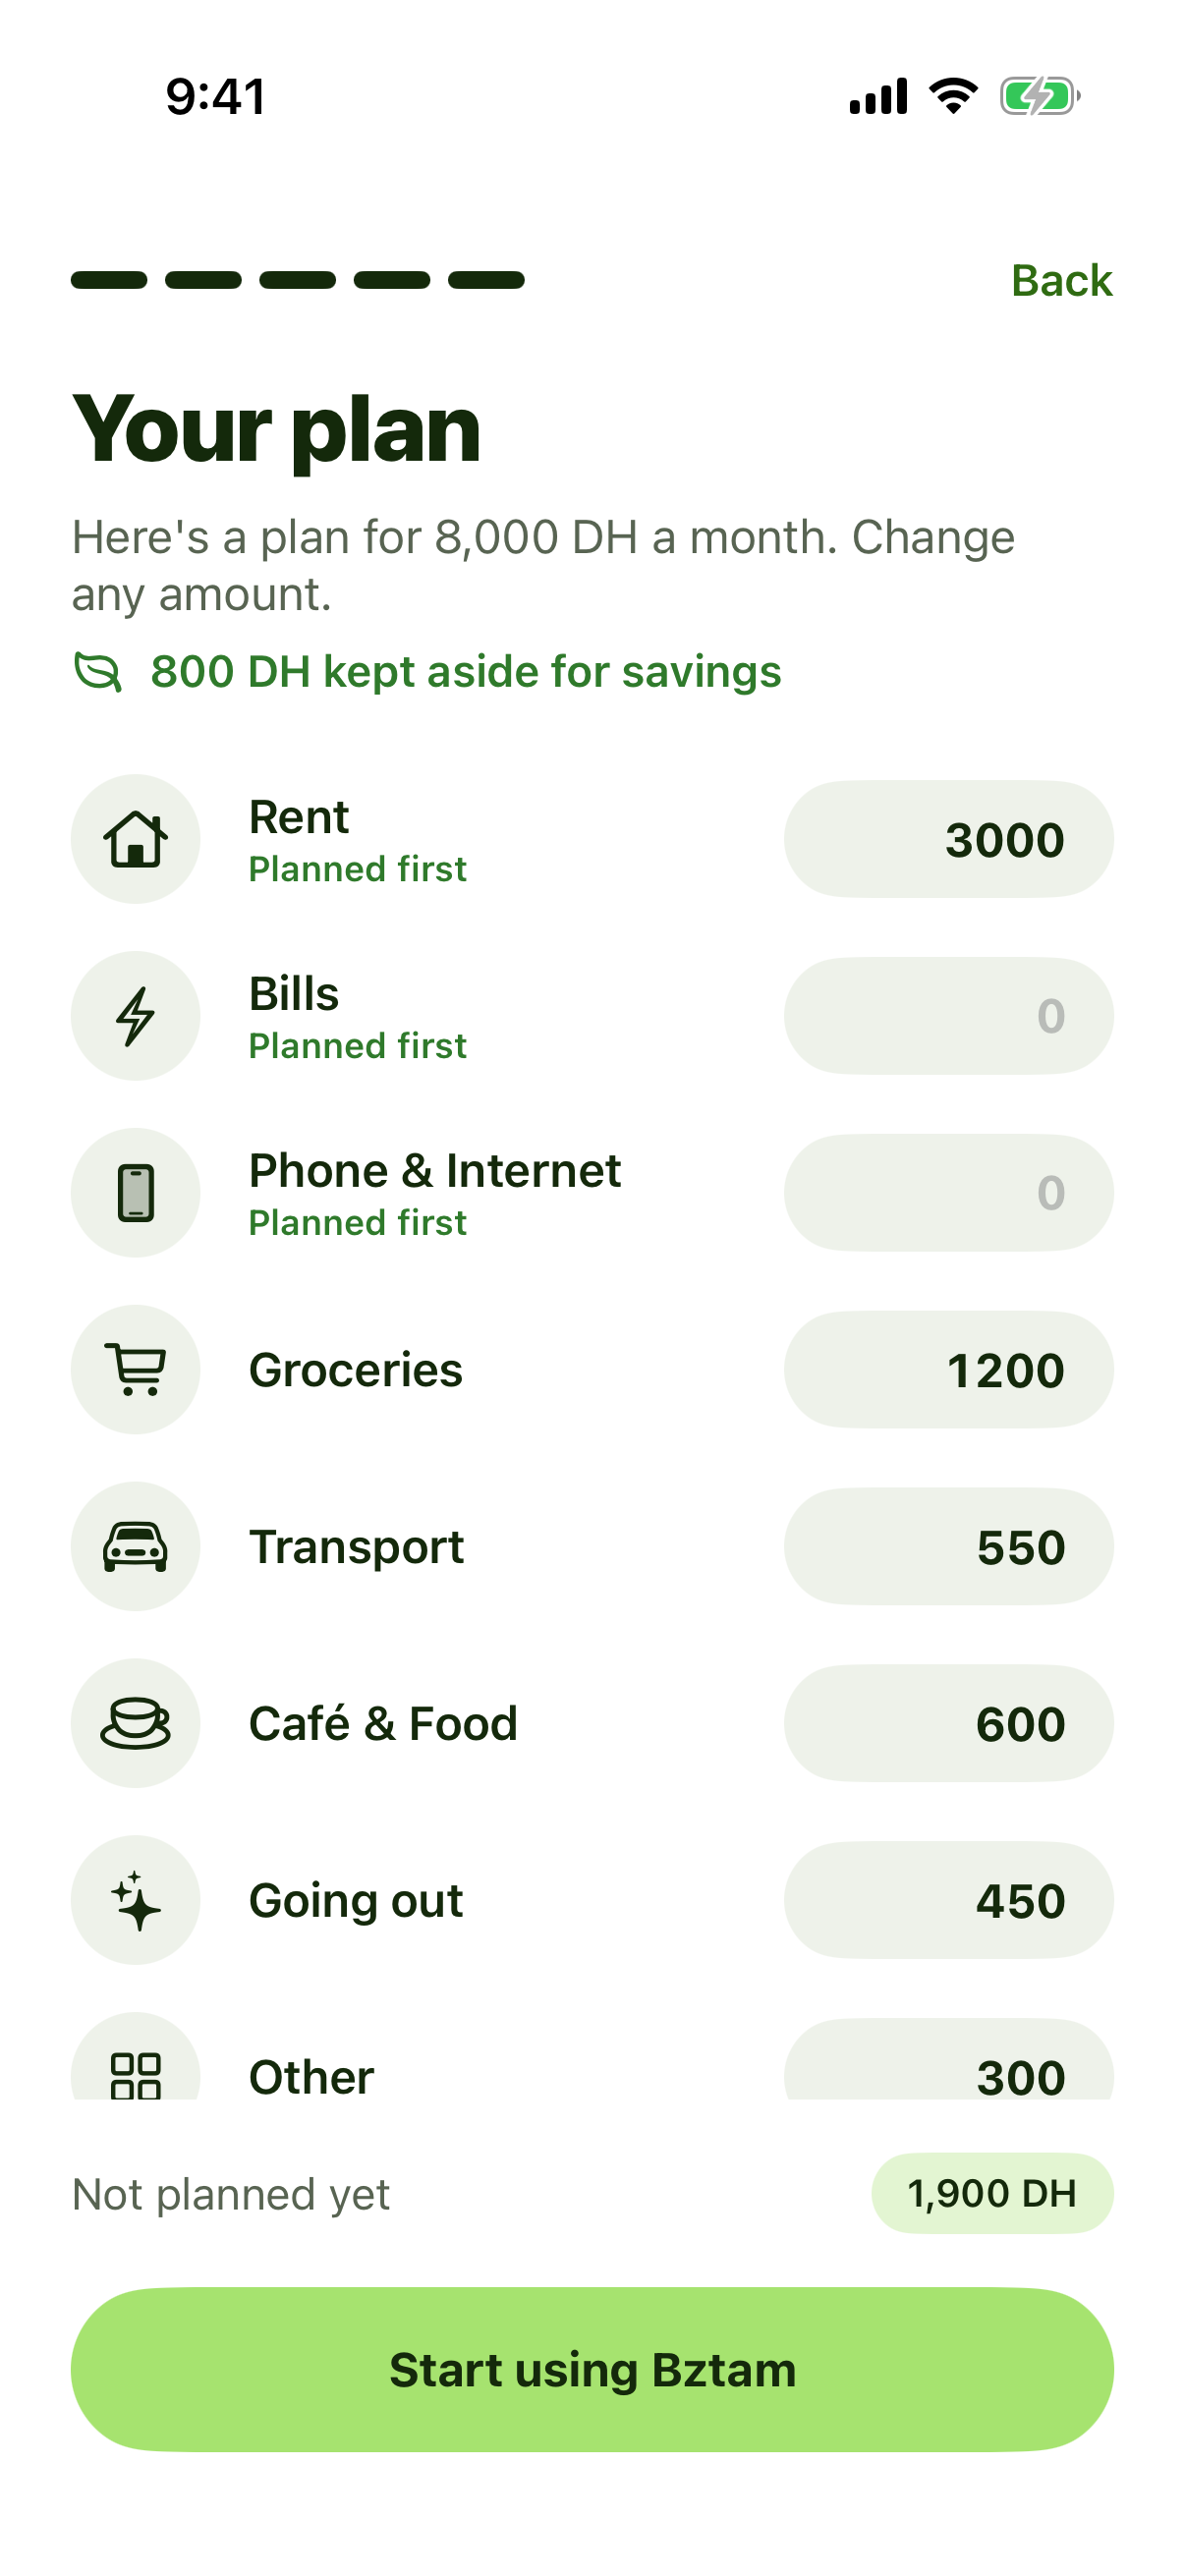 9:41
Back
Your plan
Here's a plan for 8,000 DH a month. Change
any amount.
800 DH kept aside for savings
Rent
Planned first
3000
Bills
Planned first
0
Phone & Internet
Planned first
0
Groceries
1200
Transport
550
Café & Food
600
Going out
450
Other
300
Not planned yet
1,900 DH
Start using Bztam